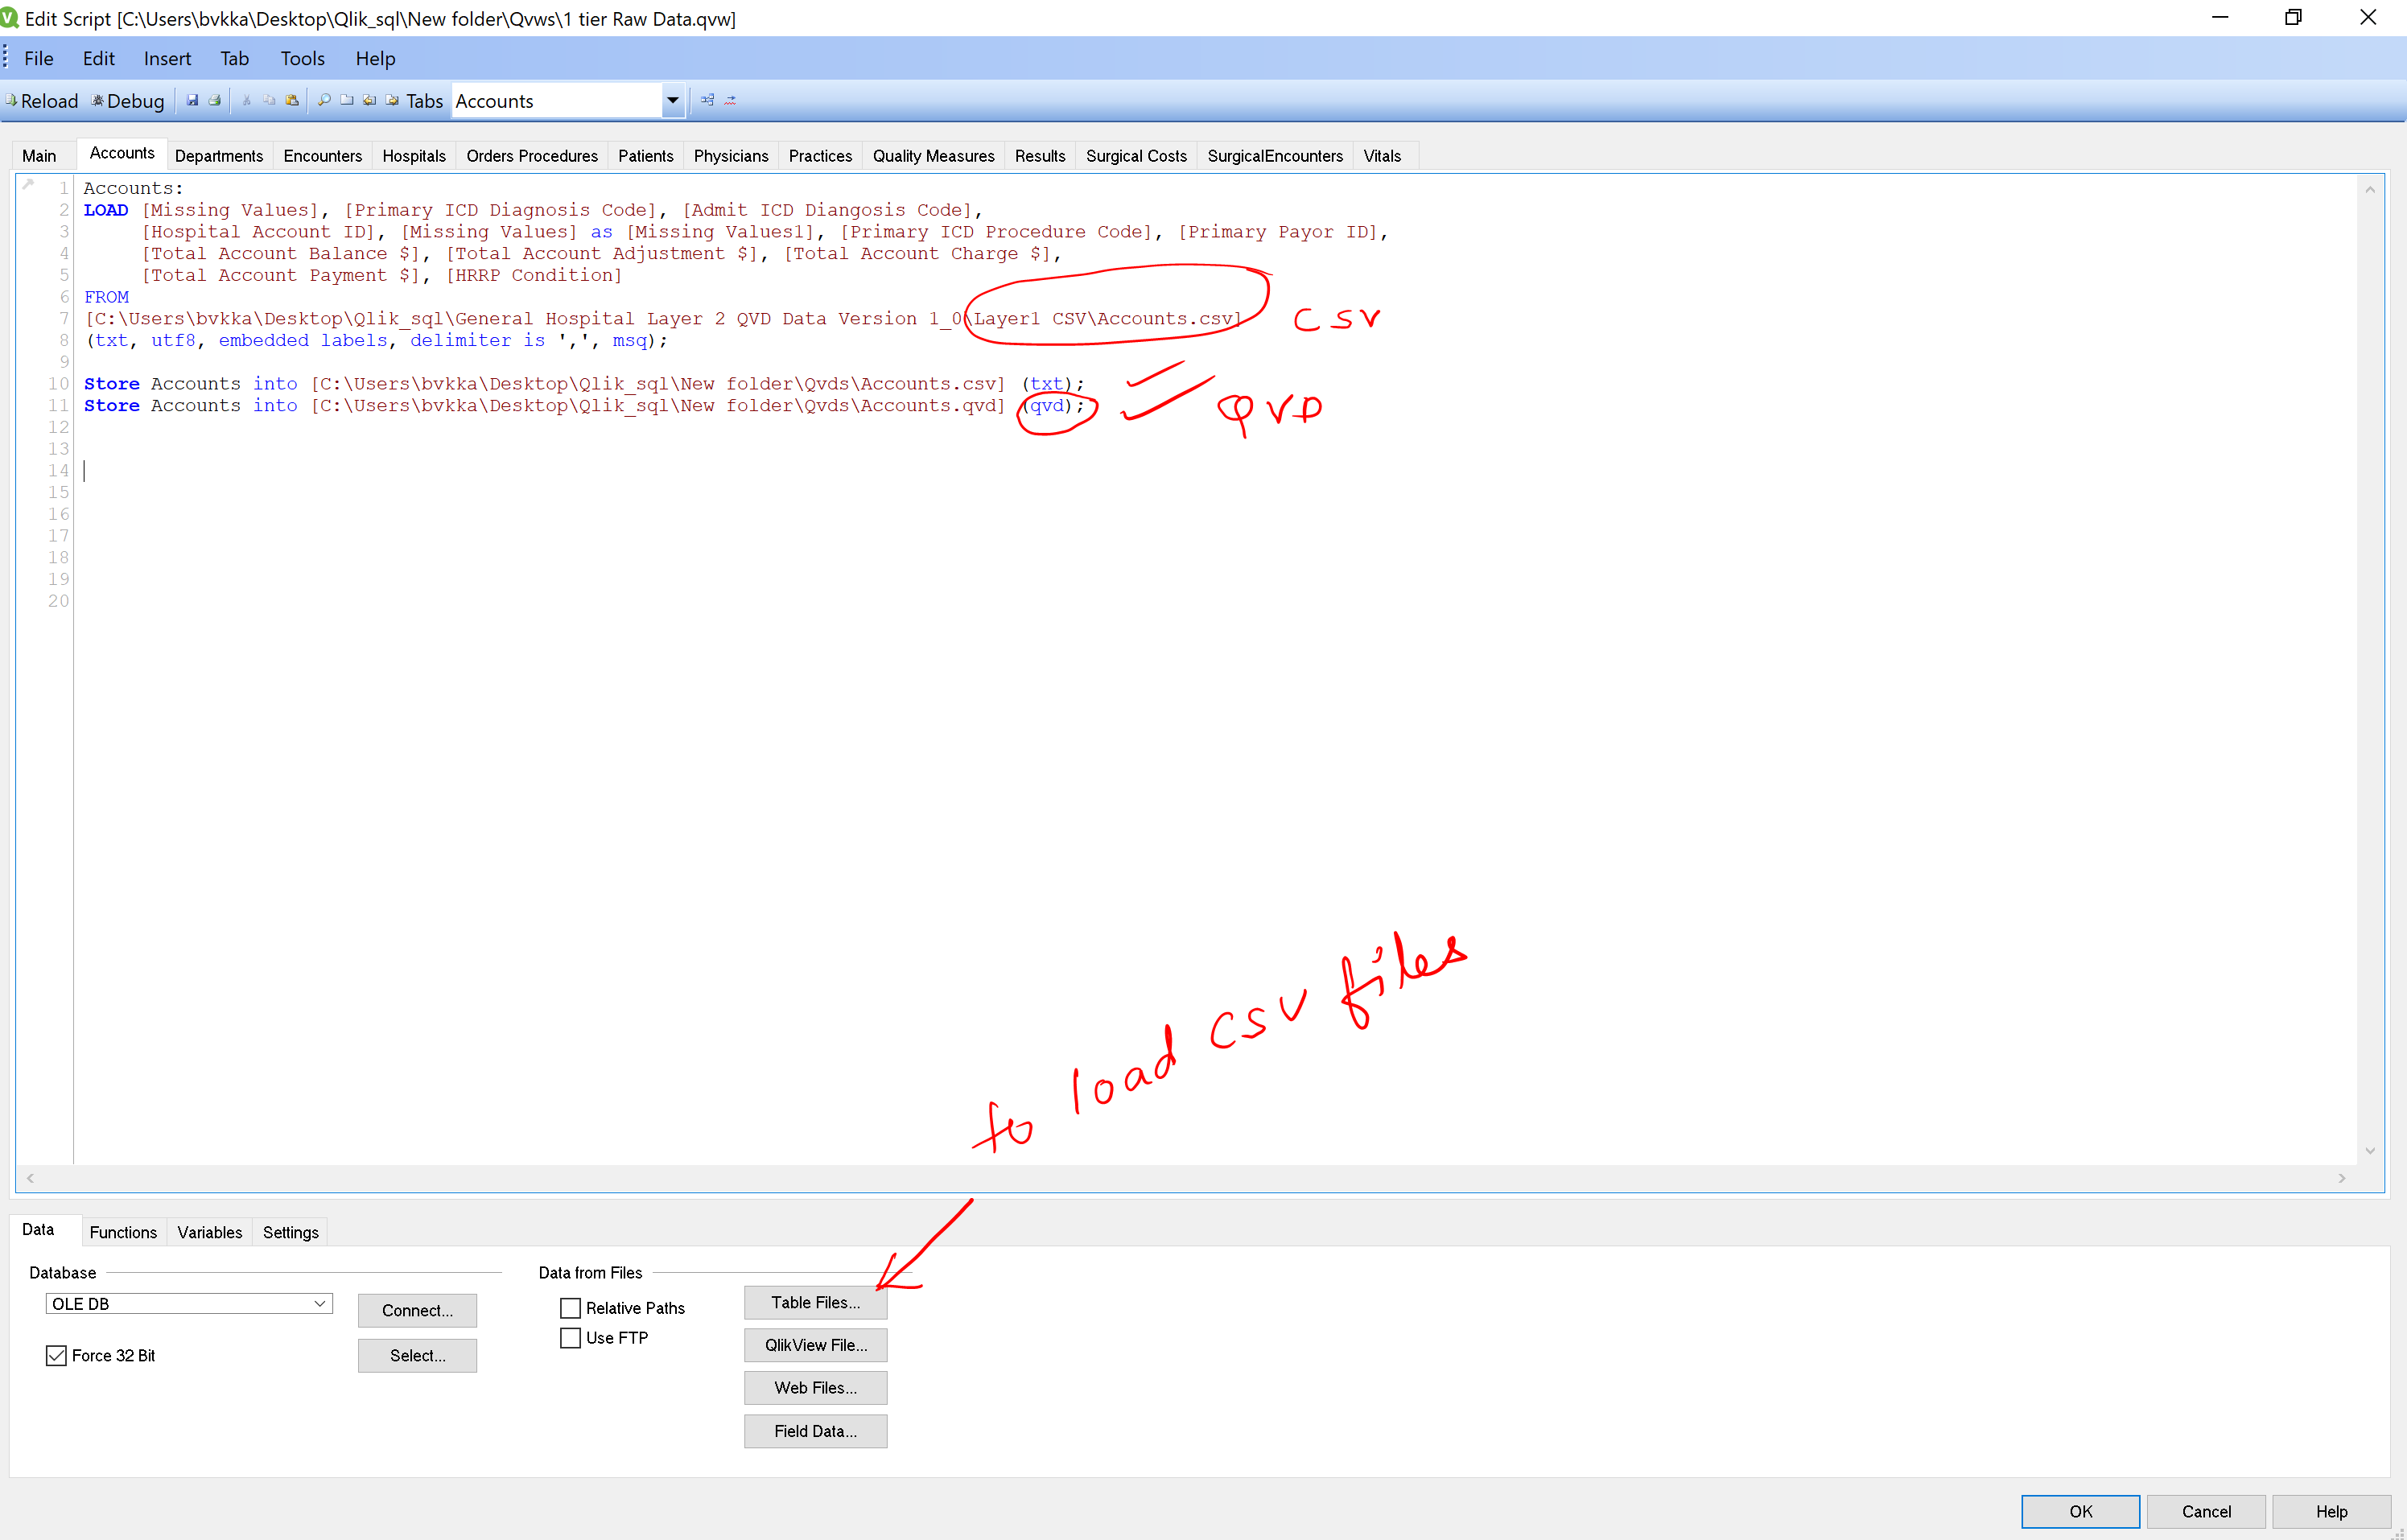 Edit Script [C:\Users\bvkka\Desktop\Qlik_sql\New folder\Qvws\1 tier Raw Data.qvw]
File Edit Insert Tab Tools Help
Reload Debug Tabs Accounts
Main Accounts Departments Encounters Hospitals Orders Procedures Patients Physicians Practices Quality Measures Results Surgical Costs SurgicalEncounters Vitals
1 Accounts:
2 LOAD [Missing Values], [Primary ICD Diagnosis Code], [Admit ICD Diangosis Code],
3 [Hospital Account ID], [Missing Values] as [Missing Values1], [Primary ICD Procedure Code], [Primary Payor ID],
4 [Total Account Balance $], [Total Account Adjustment $], [Total Account Charge $],
5 [Total Account Payment $], [HRRP Condition]
6 FROM
7 [C:\Users\bvkka\Desktop\Qlik_sql\General Hospital Layer 2 QVD Data Version 1_0\Layer1 CSV\Accounts.csv] CSV
8 (txt, utf8, embedded labels, delimiter is ',', msq);
9
10 Store Accounts into [C:\Users\bvkka\Desktop\Qlik_sql\New folder\Qvds\Accounts.csv] (txt);
11 Store Accounts into [C:\Users\bvkka\Desktop\Qlik_sql\New folder\Qvds\Accounts.qvd] (qvd); QVD
12
13
14
15
16
17
18
19
20
to load CSV files
Data Functions Variables Settings
Database Data from Files
OLE DB Connect... Relative Paths Table Files...
Use FTP QlikView File...
Force 32 Bit Select...
Web Files...
Field Data...
OK Cancel Help